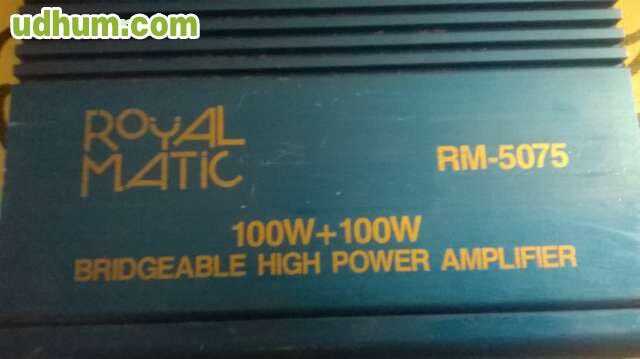 udhum.com
ROYAL
MATIC
RM-5075
100W+100W
BRIDGEABLE HIGH POWER AMPLIFIER